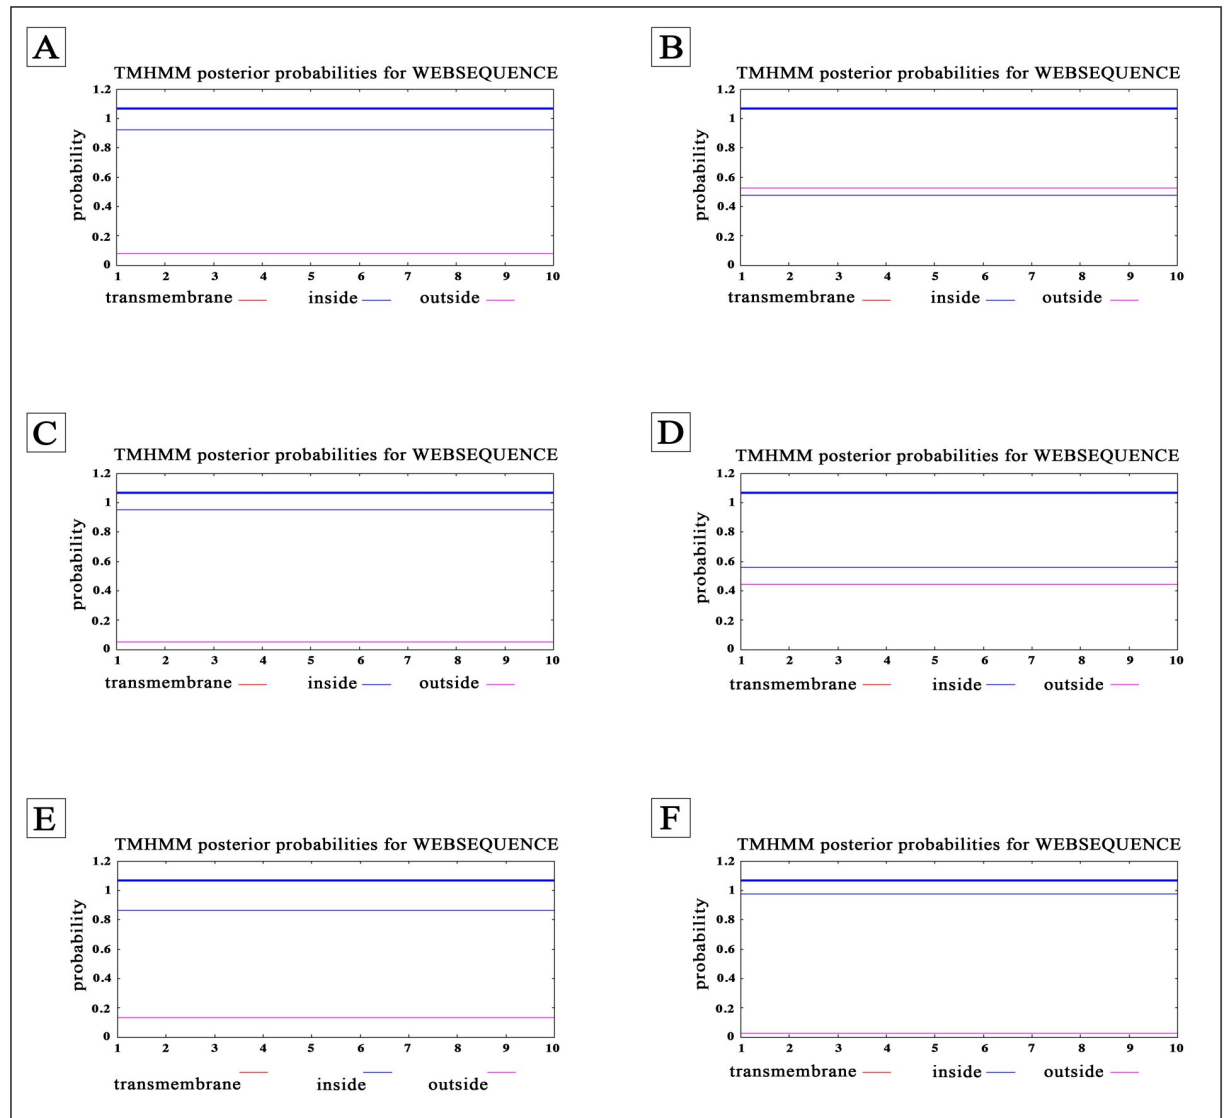 A
TMHMM posterior probabilities for WEBSEQUENCE
1.2
1
0.8
0.6
0.4
0.2
0
probability
1 2 3 4 5 6 7 8 9 10
transmembrane inside outside
B
TMHMM posterior probabilities for WEBSEQUENCE
1.2
1
0.8
0.6
0.4
0.2
0
probability
1 2 3 4 5 6 7 8 9 10
transmembrane inside outside
C
TMHMM posterior probabilities for WEBSEQUENCE
1.2
1
0.8
0.6
0.4
0.2
0
probability
1 2 3 4 5 6 7 8 9 10
transmembrane inside outside
D
TMHMM posterior probabilities for WEBSEQUENCE
1.2
1
0.8
0.6
0.4
0.2
0
probability
1 2 3 4 5 6 7 8 9 10
transmembrane inside outside
E
TMHMM posterior probabilities for WEBSEQUENCE
1.2
1
0.8
0.6
0.4
0.2
0
probability
1 2 3 4 5 6 7 8 9 10
transmembrane inside outside
F
TMHMM posterior probabilities for WEBSEQUENCE
1.2
1
0.8
0.6
0.4
0.2
0
probability
1 2 3 4 5 6 7 8 9 10
transmembrane inside outside